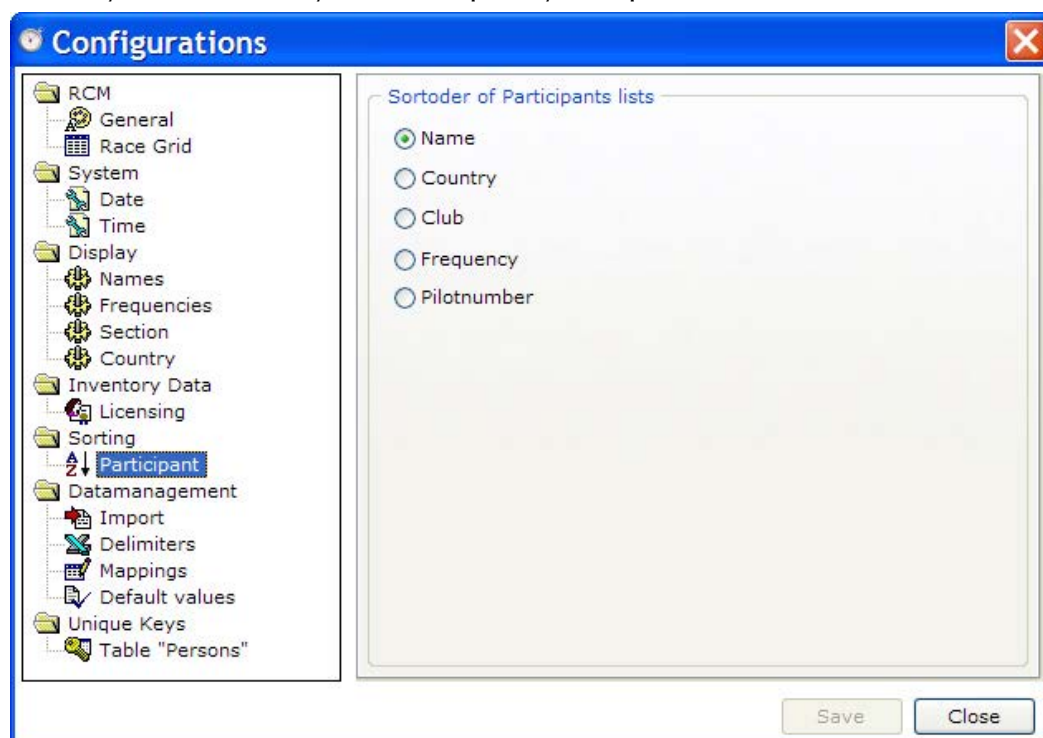 Configurations
RCM
General
Race Grid
System
Date
Time
Display
Names
Frequencies
Section
Country
Inventory Data
Licensing
Sorting
Participant
Datamanagement
Import
Delimiters
Mappings
Default values
Unique Keys
Table "Persons"
Sortoder of Participants lists
Name
Country
Club
Frequency
Pilotnumber
Save
Close